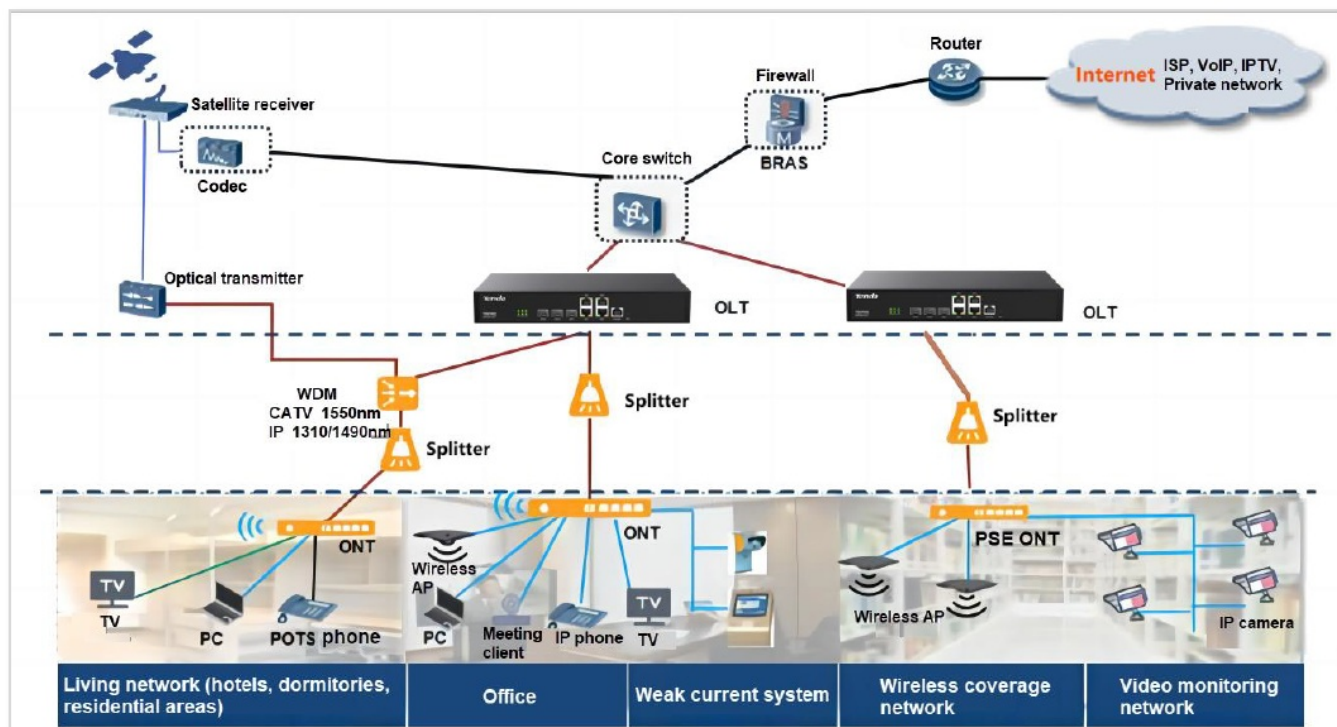 Router
Internet
ISP, VoIP, IPTV,
Private network
Firewall
BRAS
Satellite receiver
Codec
Core switch
Optical transmitter
Tenda
OLT
Tenda
OLT
WDM
CATV 1550nm
IP 1310/1490nm
Splitter
Splitter
Splitter
ONT
TV
TV
PC
POTS phone
ONT
Wireless
AP
PC
Meeting
client
IP phone
TV
TV
PSE ONT
Wireless AP
IP camera
Living network (hotels, dormitories,
residential areas)
Office
Weak current system
Wireless coverage
network
Video monitoring
network